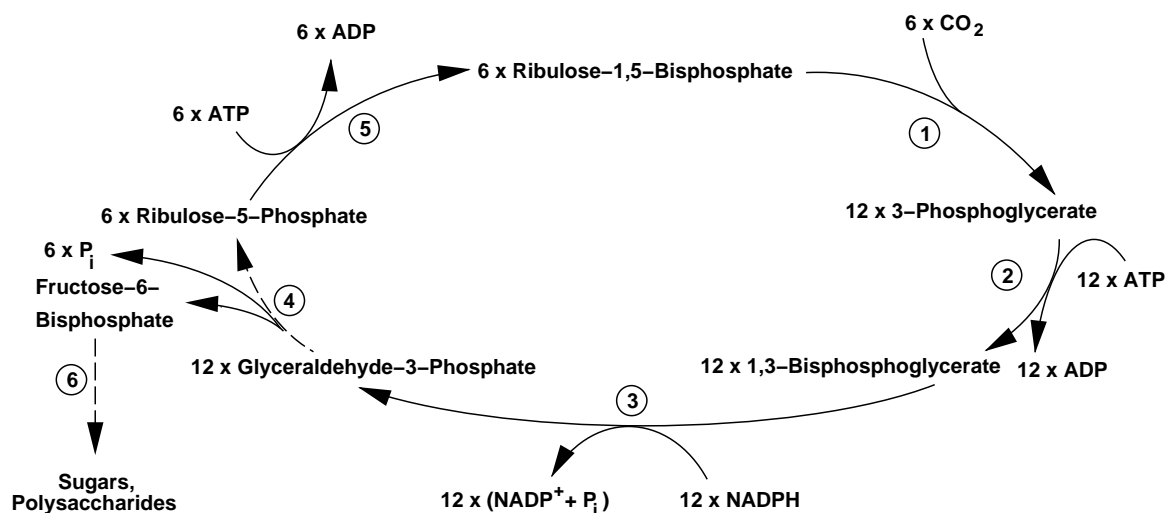 6 x CO2
6 x ADP
6 x Ribulose–1,5–Bisphosphate
6 x ATP
5
1
6 x Ribulose–5–Phosphate
12 x 3–Phosphoglycerate
6 x Pi
2
12 x ATP
Fructose–6–
Bisphosphate
4
12 x Glyceraldehyde–3–Phosphate
12 x 1,3–Bisphosphoglycerate
12 x ADP
6
3
Sugars,
Polysaccharides
12 x (NADP+ + Pi)
12 x NADPH